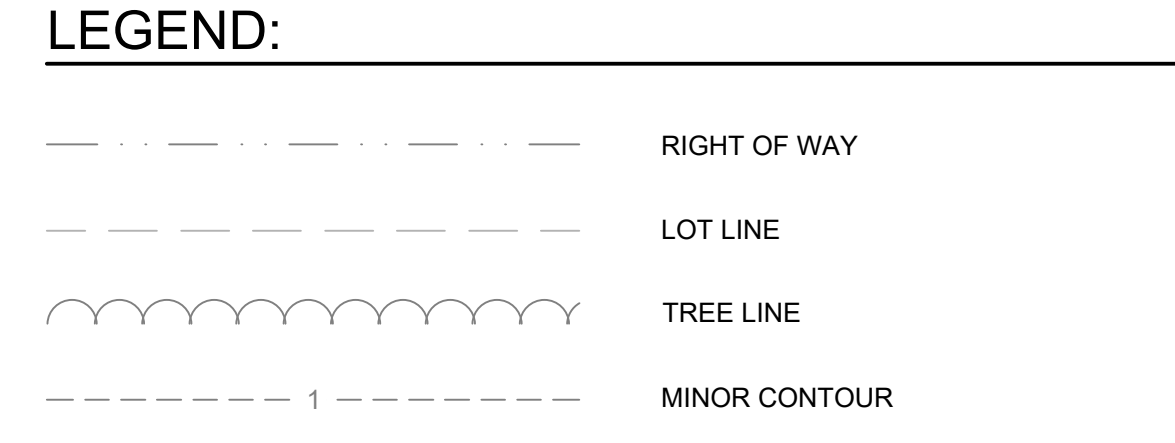 LEGEND:
RIGHT OF WAY
LOT LINE
TREE LINE
1 MINOR CONTOUR